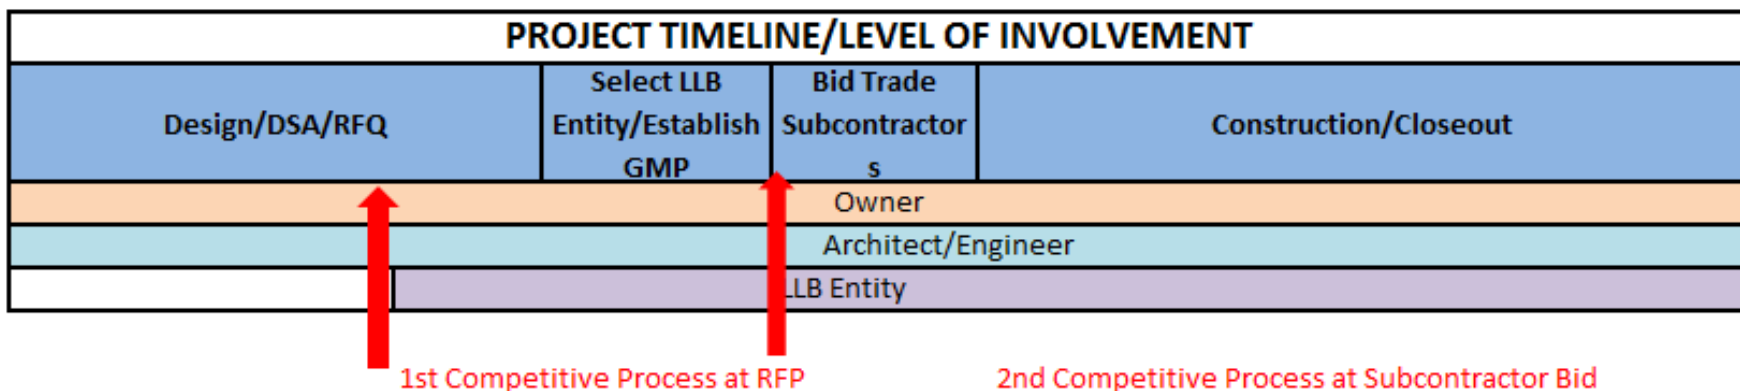 PROJECT TIMELINE/LEVEL OF INVOLVEMENT
Design/DSA/RFQ
Select LLB
Entity/Establish
GMP
Bid Trade
Subcontractor
s
Construction/Closeout
Owner
Architect/Engineer
LLB Entity
1st Competitive Process at RFP
2nd Competitive Process at Subcontractor Bid